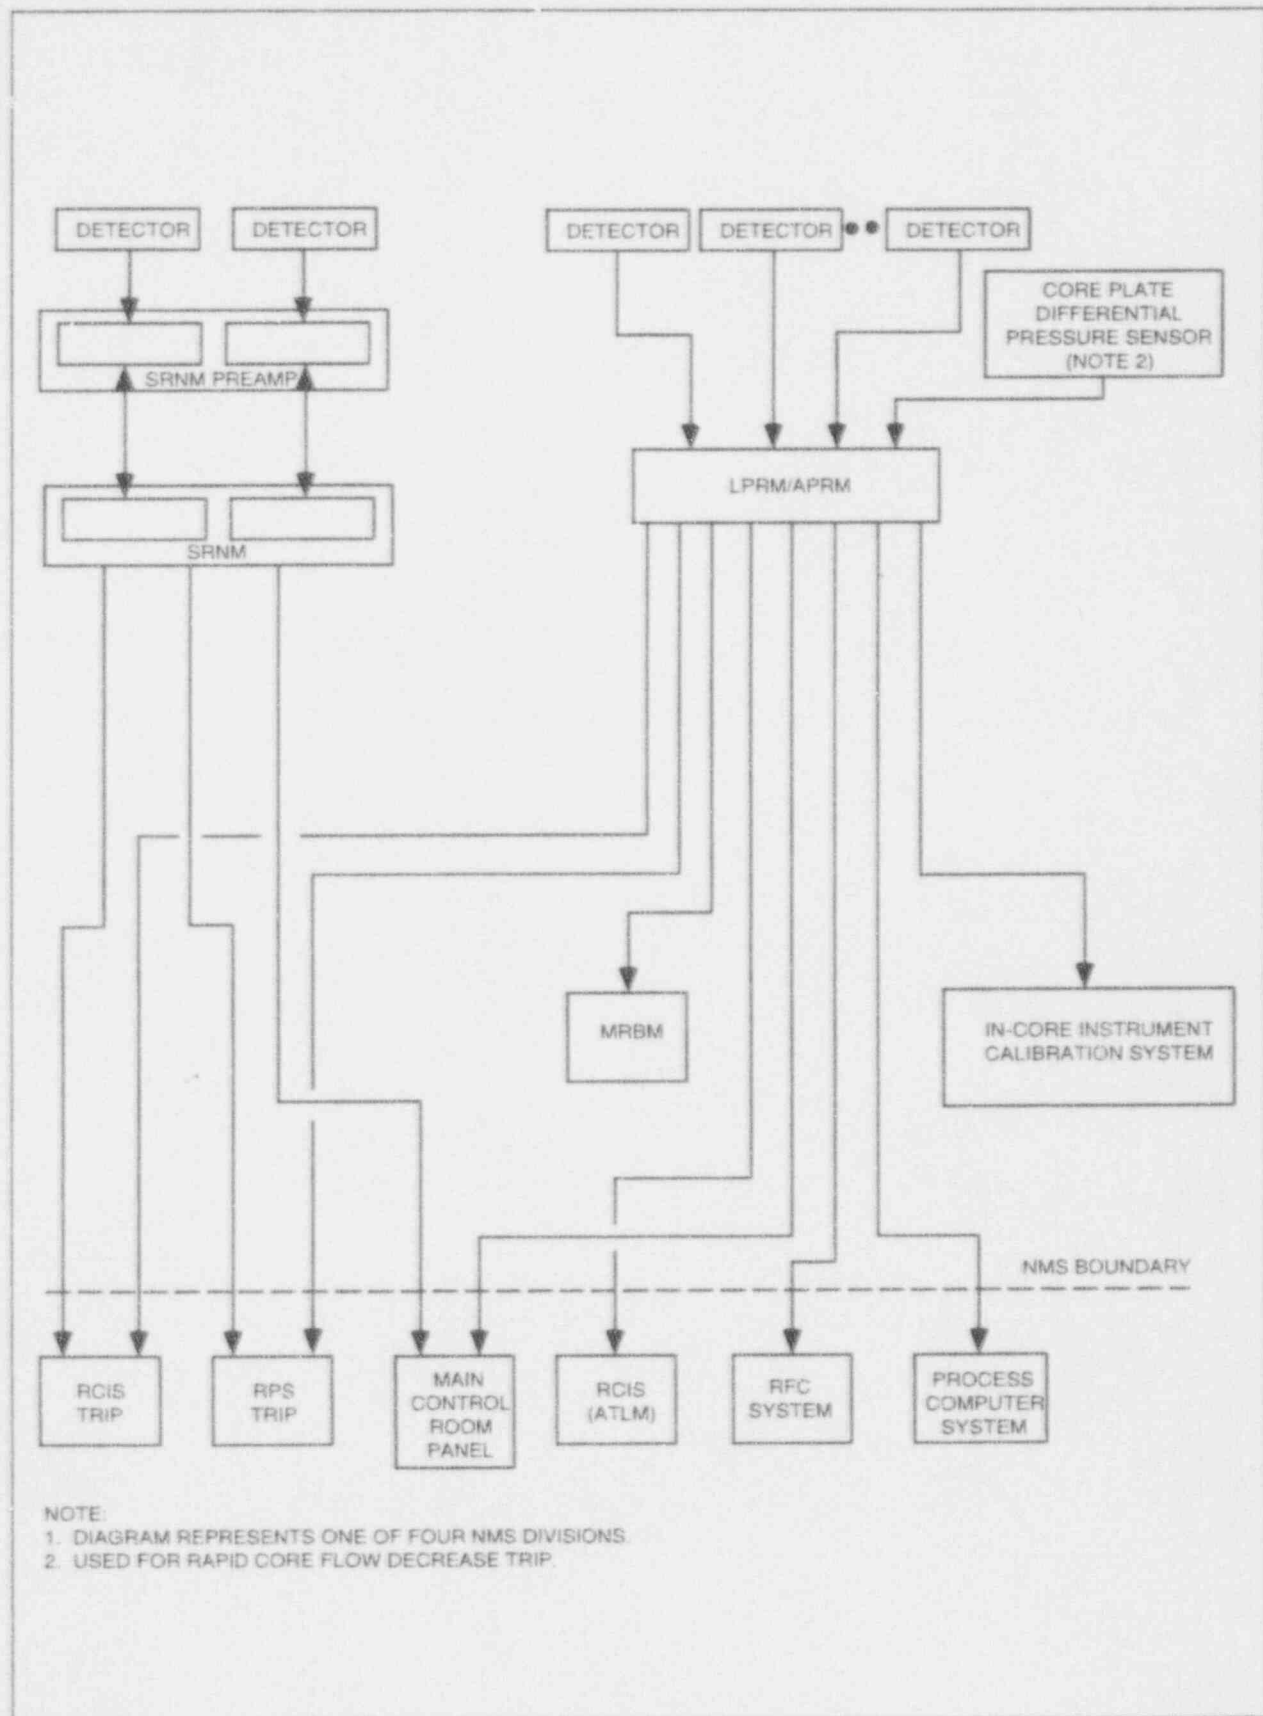 DETECTOR
DETECTOR
DETECTOR
DETECTOR
DETECTOR
CORE PLATE
DIFFERENTIAL
PRESSURE SENSOR
(NOTE 2)
SRNM PREAMP
LPRM/APRM
SRNM
MRBM
IN-CORE INSTRUMENT
CALIBRATION SYSTEM
NMS BOUNDARY
RCIS
TRIP
RPS
TRIP
MAIN
CONTROL
ROOM
PANEL
RCIS
(ATLM)
RFC
SYSTEM
PROCESS
COMPUTER
SYSTEM
NOTE:
1. DIAGRAM REPRESENTS ONE OF FOUR NMS DIVISIONS.
2. USED FOR RAPID CORE FLOW DECREASE TRIP.